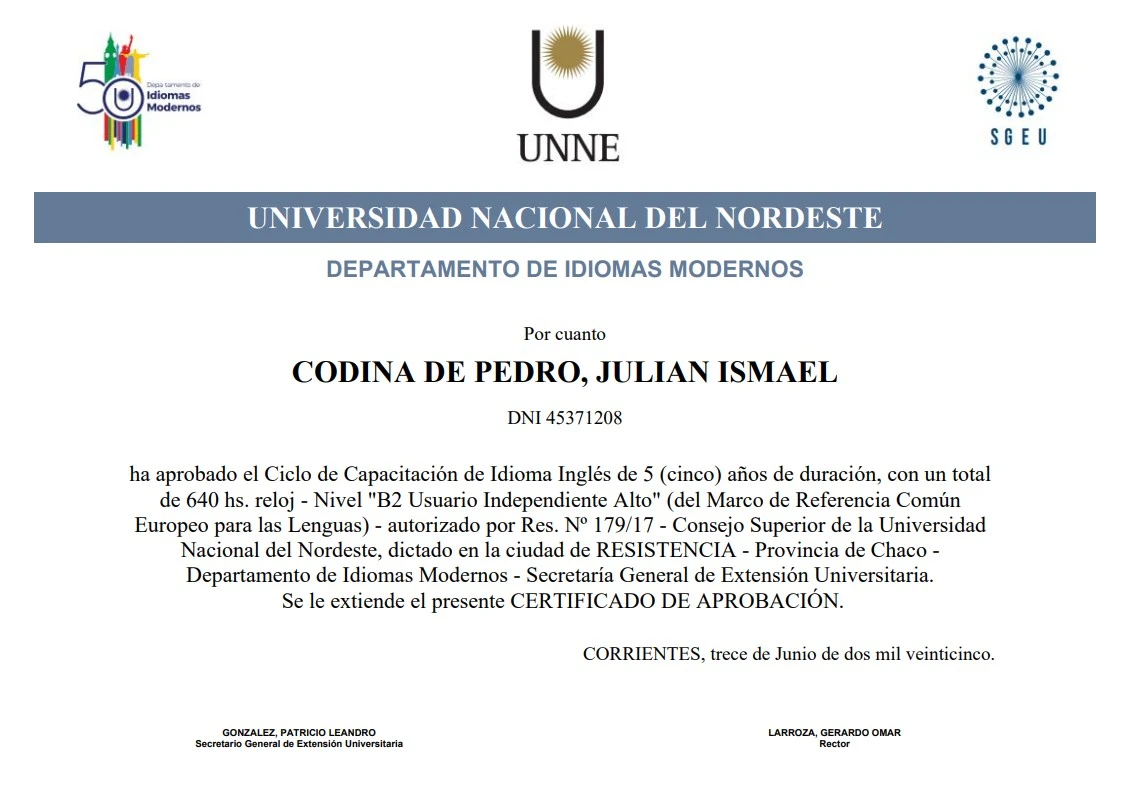 50
Departamento de
Idiomas
Modernos
UNNE
SGEU
UNIVERSIDAD NACIONAL DEL NORDESTE
DEPARTAMENTO DE IDIOMAS MODERNOS
Por cuanto
CODINA DE PEDRO, JULIAN ISMAEL
DNI 45371208
ha aprobado el Ciclo de Capacitación de Idioma Inglés de 5 (cinco) años de duración, con un total
de 640 hs. reloj - Nivel "B2 Usuario Independiente Alto" (del Marco de Referencia Común
Europeo para las Lenguas) - autorizado por Res. Nº 179/17 - Consejo Superior de la Universidad
Nacional del Nordeste, dictado en la ciudad de RESISTENCIA - Provincia de Chaco -
Departamento de Idiomas Modernos - Secretaría General de Extensión Universitaria.
Se le extiende el presente CERTIFICADO DE APROBACIÓN.
CORRIENTES, trece de Junio de dos mil veinticinco.
GONZALEZ, PATRICIO LEANDRO
Secretario General de Extensión Universitaria
LARROZA, GERARDO OMAR
Rector